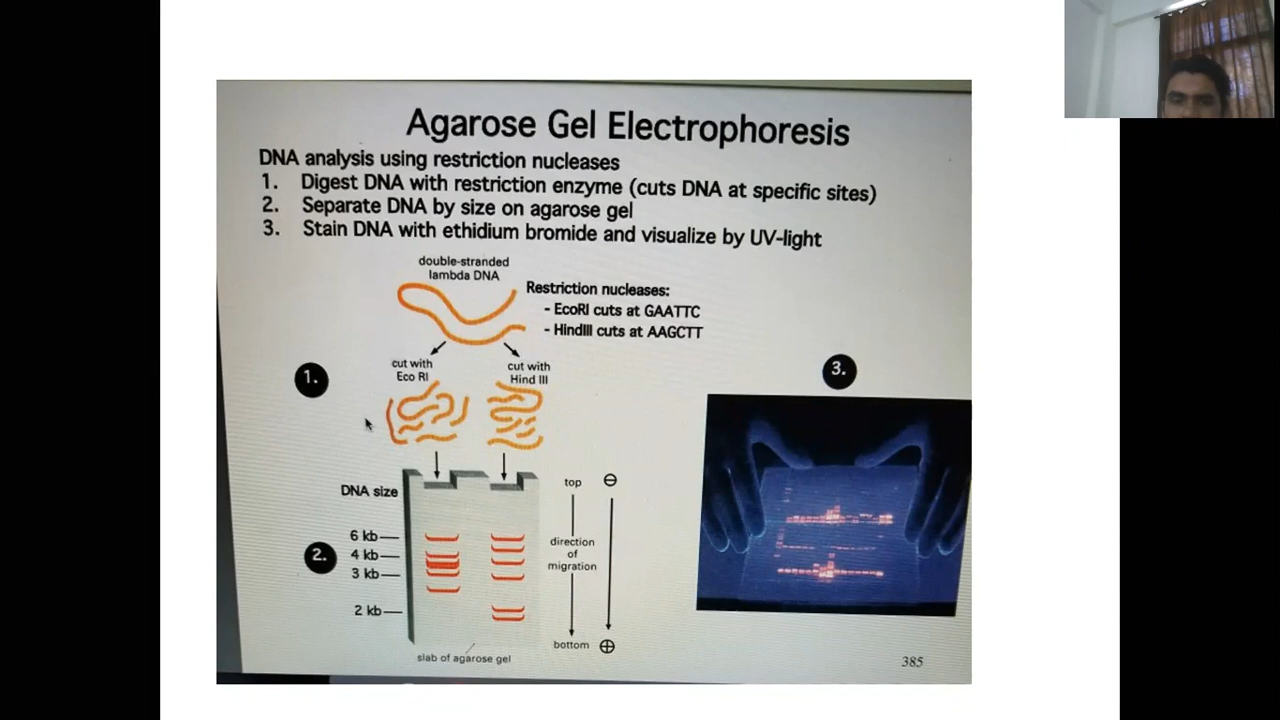 Agarose Gel Electrophoresis
DNA analysis using restriction nucleases
1. Digest DNA with restriction enzyme (cuts DNA at specific sites)
2. Separate DNA by size on agarose gel
3. Stain DNA with ethidium bromide and visualize by UV-light
double-stranded
lambda DNA
Restriction nucleases:
- EcoRI cuts at GAATTC
- HindIII cuts at AAGCTT
1.
cut with
Eco RI
cut with
Hind III
3.
DNA size
top
⊖
2.
6 kb
4 kb
3 kb
2 kb
direction
of
migration
bottom
⊕
slab of agarose gel
385